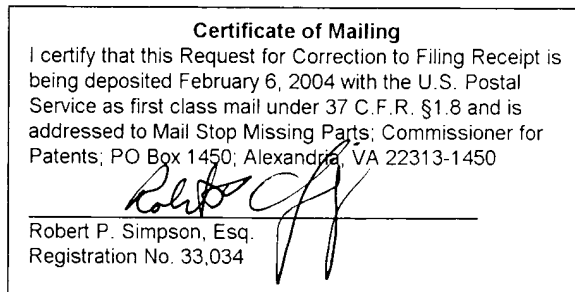 Certificate of Mailing
I certify that this Request for Correction to Filing Receipt is
being deposited February 6, 2004 with the U.S. Postal
Service as first class mail under 37 C.F.R. §1.8 and is
addressed to Mail Stop Missing Parts; Commissioner for
Patents; PO Box 1450; Alexandria, VA 22313-1450
Robert P. Simpson, Esq.
Registration No. 33,034